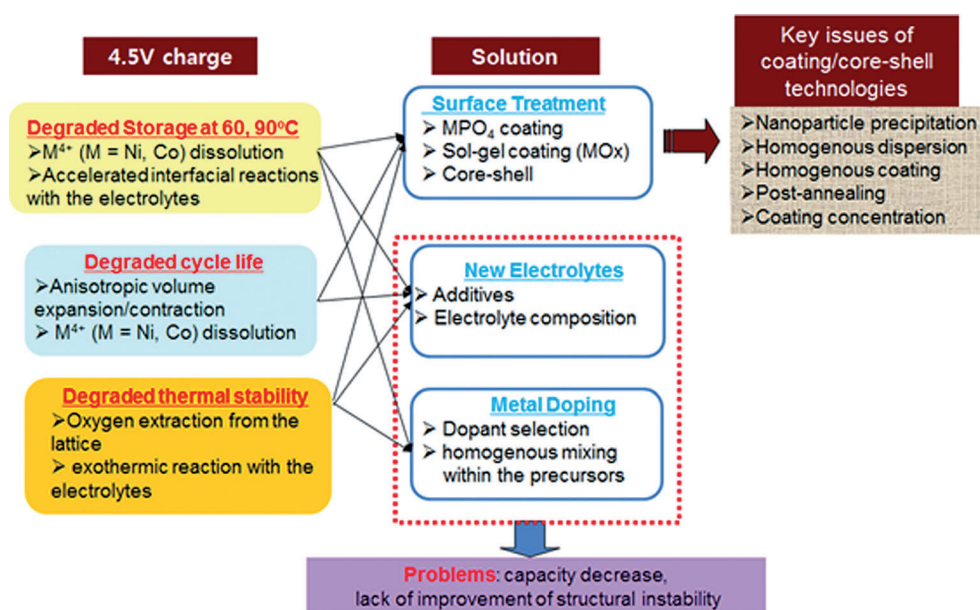 4.5V charge
Degraded Storage at 60, 90⁰C
➢M⁴⁺ (M = Ni, Co) dissolution
➢Accelerated interfacial reactions
with the electrolytes
Degraded cycle life
➢Anisotropic volume
expansion/contraction
➢ M⁴⁺ (M = Ni, Co) dissolution
Degraded thermal stability
➢Oxygen extraction from the
lattice
➢ exothermic reaction with the
electrolytes
Solution
Surface Treatment
➢ MPO₄ coating
➢ Sol-gel coating (MOx)
➢ Core-shell
New Electrolytes
➢ Additives
➢ Electrolyte composition
Metal Doping
➢ Dopant selection
➢ homogenous mixing
within the precursors
Key issues of
coating/core-shell
technologies
➢Nanoparticle precipitation
➢Homogenous dispersion
➢Homogenous coating
➢Post-annealing
➢Coating concentration
Problems: capacity decrease,
lack of improvement of structural instability